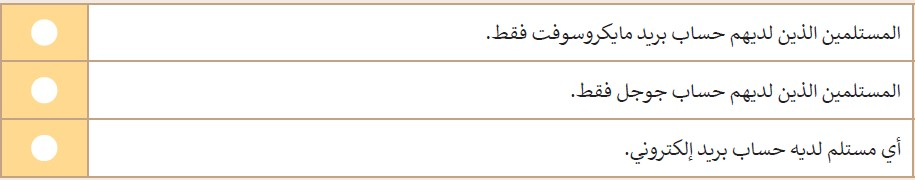 المستلمين الذين لديهم حساب بريد مايكروسوفت فقط.
المستلمين الذين لديهم حساب جوجل فقط.
أي مستلم لديه حساب بريد إلكتروني.